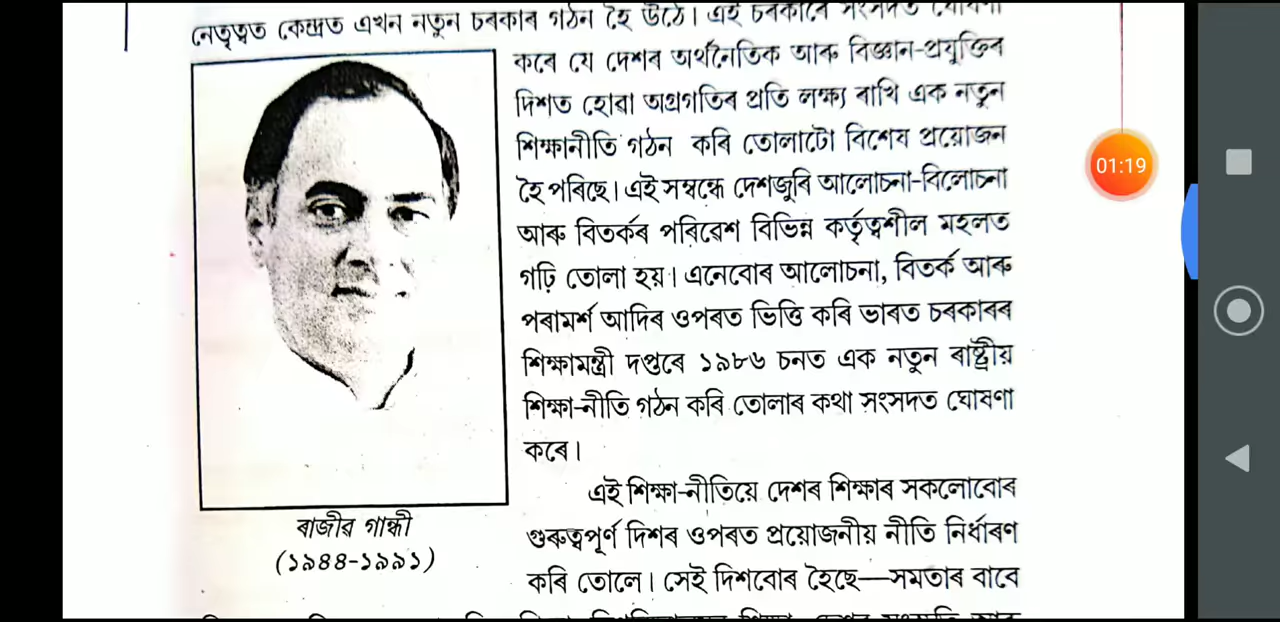 নেতৃত্বত কেন্দ্ৰত এখন নতুন চৰকাৰ গঠন হৈ উঠে। এই চৰকাৰে সংসদত ঘোষণা
কৰে যে দেশৰ অৰ্থনৈতিক আৰু বিজ্ঞান-প্ৰযুক্তিৰ
দিশত হোৱা অগ্ৰগতিৰ প্ৰতি লক্ষ্য ৰাখি এক নতুন
শিক্ষানীতি গঠন কৰি তোলাটো বিশেষ প্ৰয়োজন
হৈ পৰিছে। এই সম্বন্ধে দেশজুৰি আলোচনা-বিলোচনা
আৰু বিতৰ্কৰ পৰিৱেশ বিভিন্ন কৰ্তৃত্বশীল মহলত
গঢ়ি তোলা হয়। এনেবোৰ আলোচনা, বিতৰ্ক আৰু
পৰামৰ্শ আদিৰ ওপৰত ভিত্তি কৰি ভাৰত চৰকাৰৰ
শিক্ষামন্ত্ৰী দপ্তৰে ১৯৮৬ চনত এক নতুন ৰাষ্ট্ৰীয়
শিক্ষা-নীতি গঠন কৰি তোলাৰ কথা সংসদত ঘোষণা
কৰে।
এই শিক্ষা-নীতিয়ে দেশৰ শিক্ষাৰ সকলোবোৰ
গুৰুত্বপূৰ্ণ দিশৰ ওপৰত প্ৰয়োজনীয় নীতি নিৰ্ধাৰণ
কৰি তোলে। সেই দিশবোৰ হৈছে—সমতাৰ বাবে
ৰাজীৱ গান্ধী
(১৯৪৪-১৯৯১)
01:19